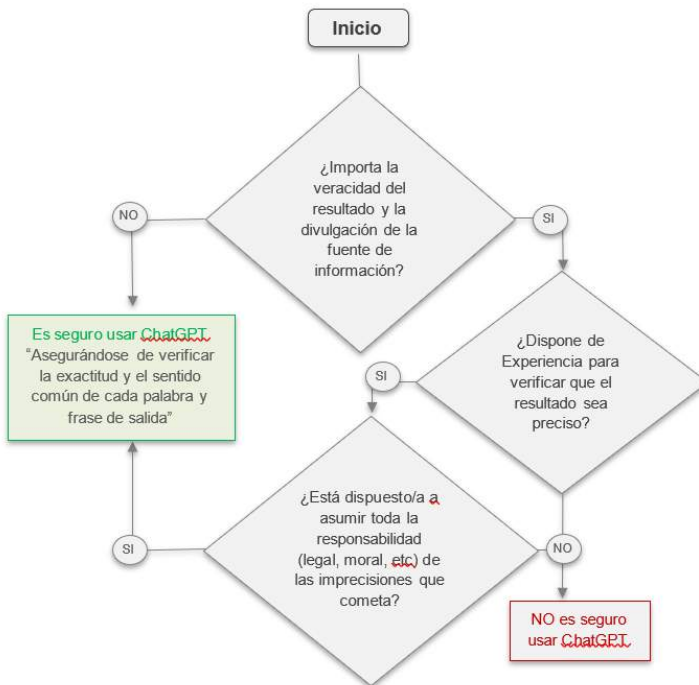 Inicio
¿Importa la
veracidad del
resultado y la
divulgación de la
fuente de
información?
NO
SI
Es seguro usar ChatGPT
“Asegurándose de verificar
la exactitud y el sentido
común de cada palabra y
frase de salida”
¿Dispone de
Experiencia para
verificar que el
resultado sea
preciso?
SI
¿Está dispuesto/a a
asumir toda la
responsabilidad
(legal, moral, etc) de
las imprecisiones que
cometa?
SI
NO
NO es seguro
usar ChatGPT